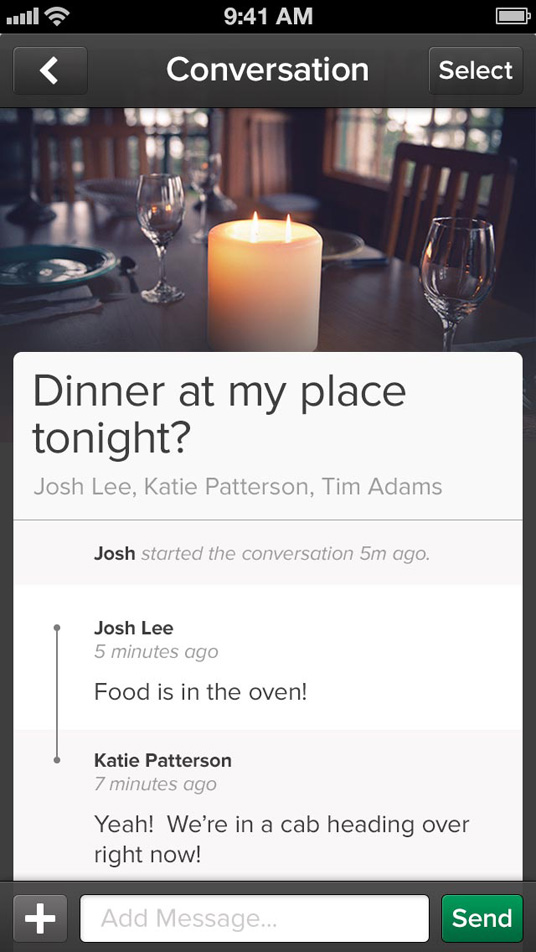 9:41 AM
Conversation
Select
Dinner at my place
tonight?
Josh Lee, Katie Patterson, Tim Adams
Josh started the conversation 5m ago.
Josh Lee
5 minutes ago
Food is in the oven!
Katie Patterson
7 minutes ago
Yeah!  We’re in a cab heading over
right now!
Add Message...
Send